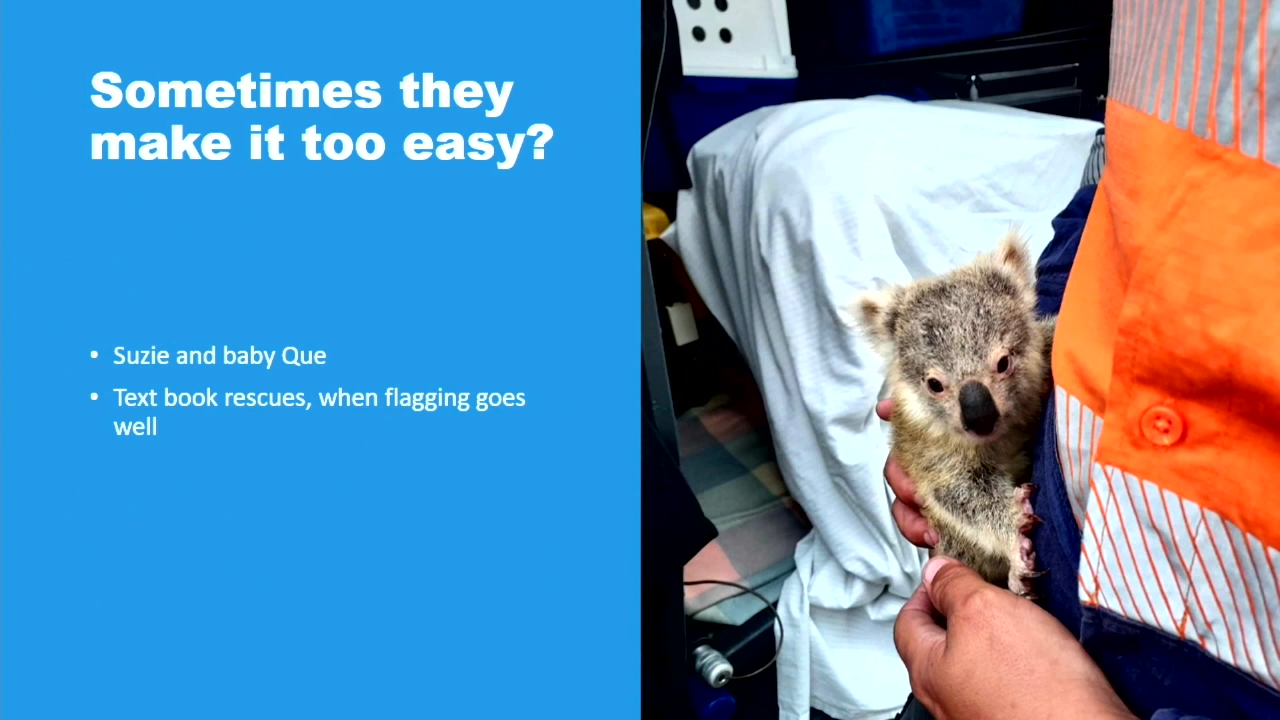 Sometimes they
make it too easy?
• Suzie and baby Que
• Text book rescues, when flagging goes
well